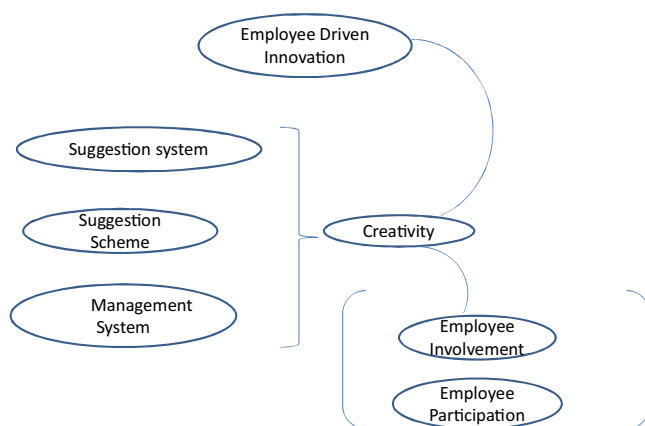 Employee Driven
Innovation
Suggestion system
Suggestion
Scheme
Creativity
Management
System
Employee
Involvement
Employee
Participation